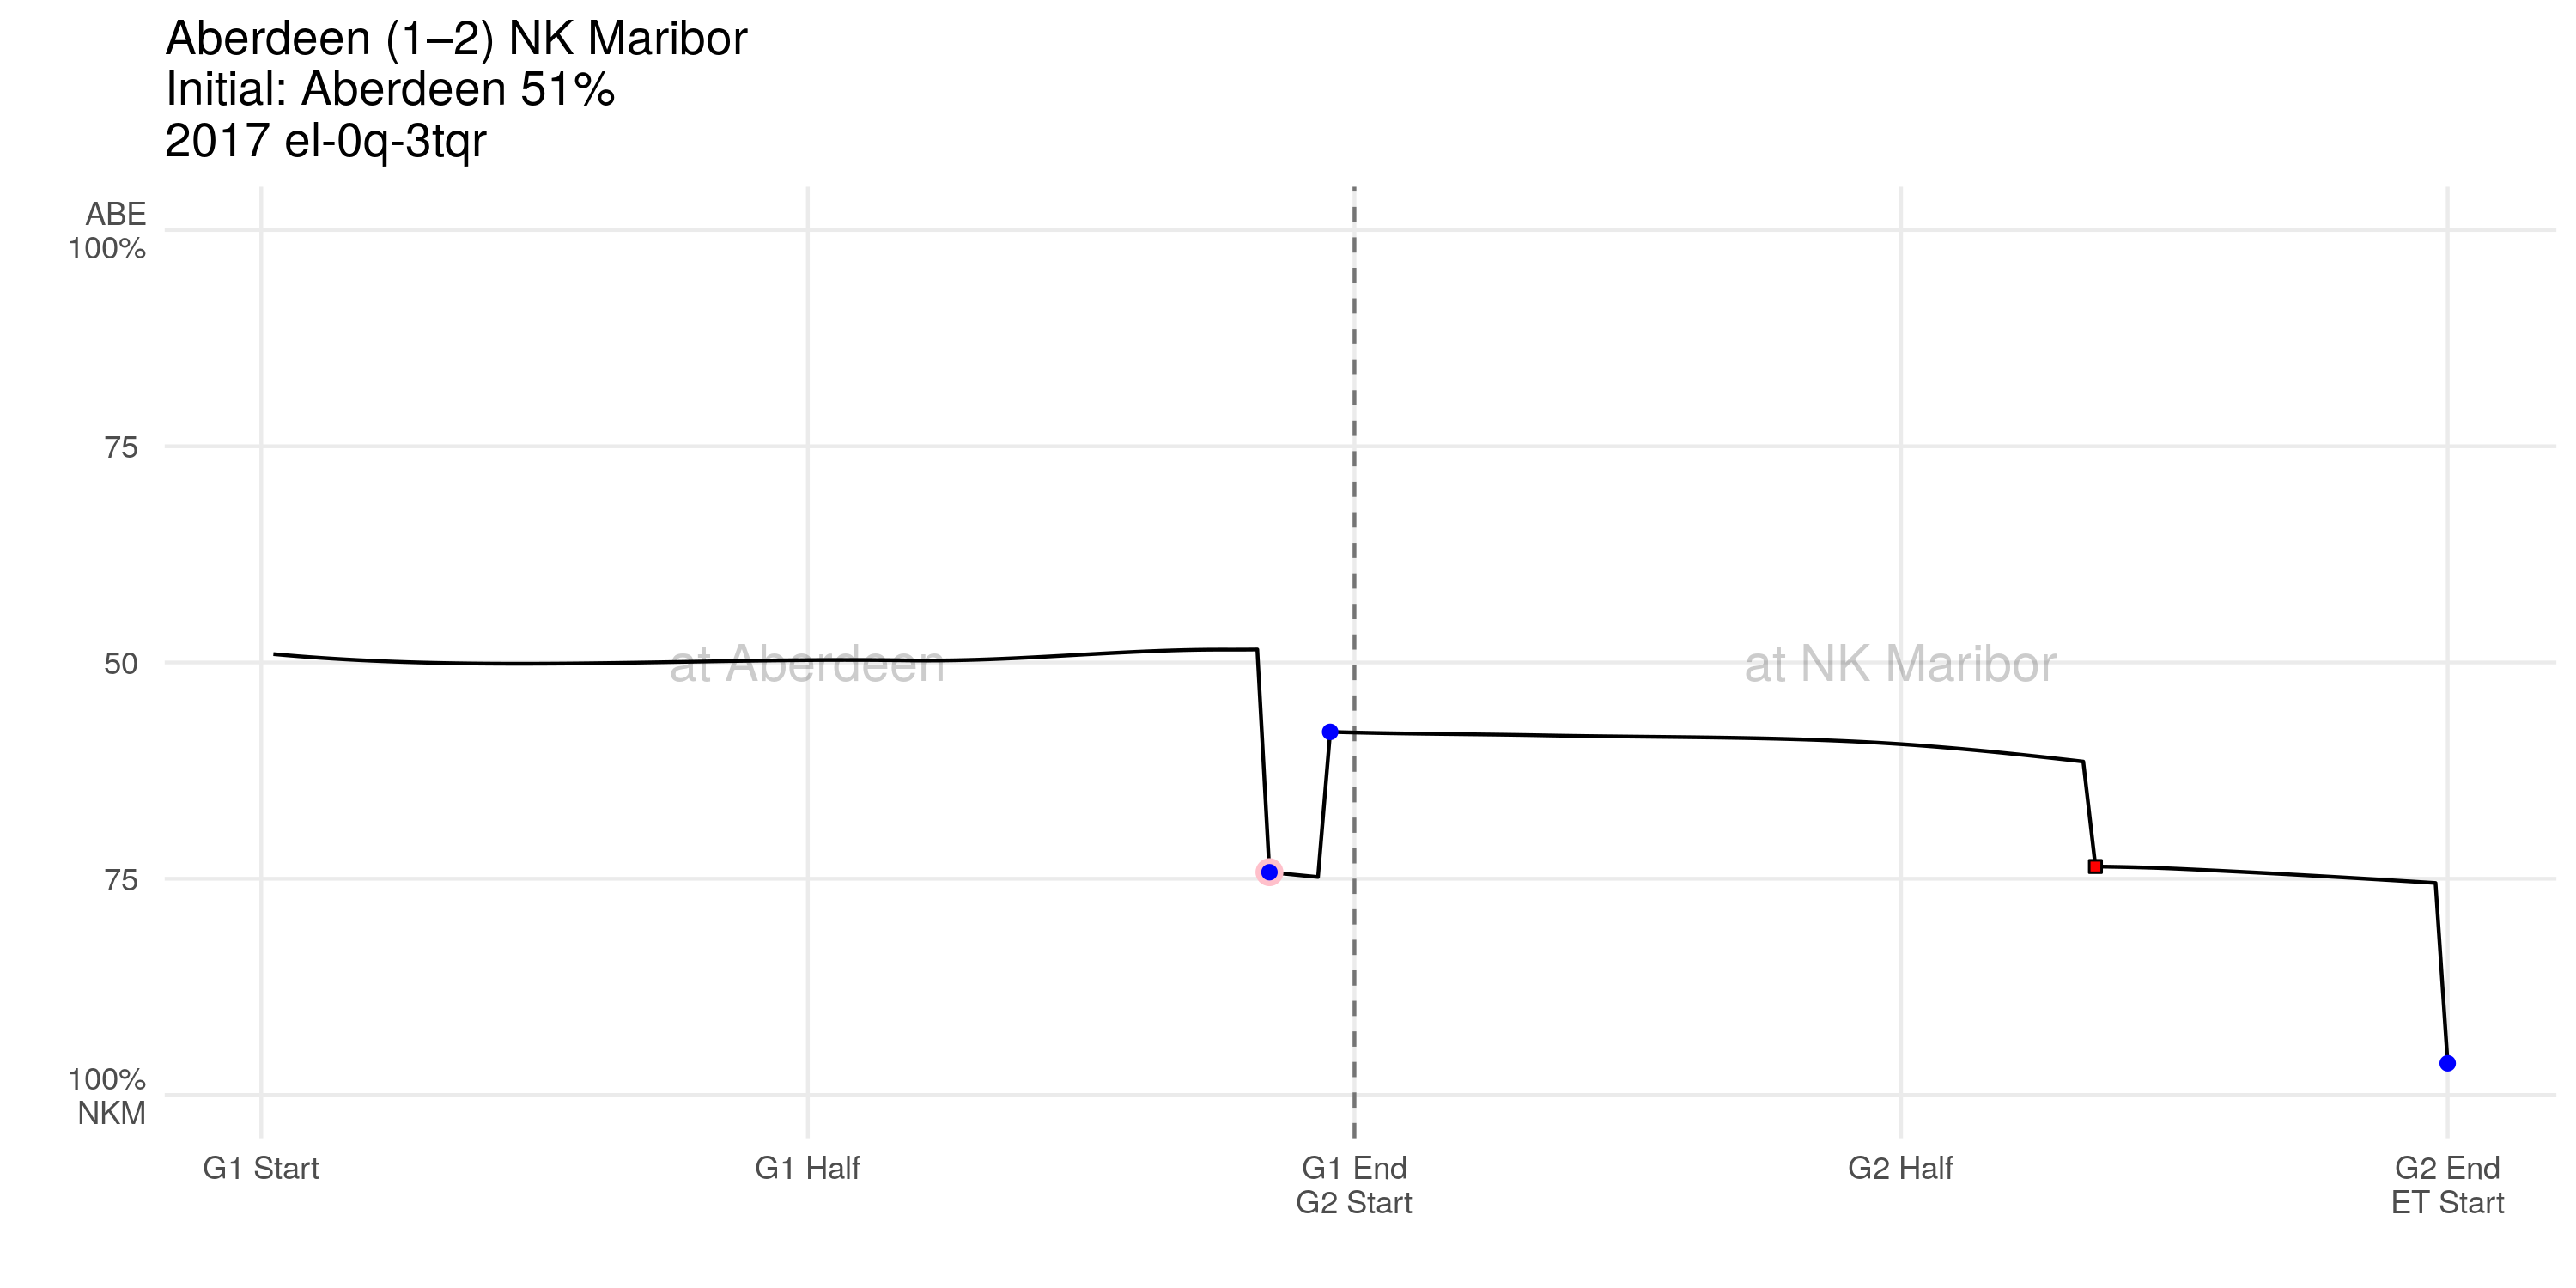 Aberdeen (1–2) NK Maribor
Initial: Aberdeen 51%
2017 el-0q-3tqr
ABE
100%
75
50
75
100%
NKM
at Aberdeen
at NK Maribor
G1 Start
G1 Half
G1 End
G2 Start
G2 Half
G2 End
ET Start